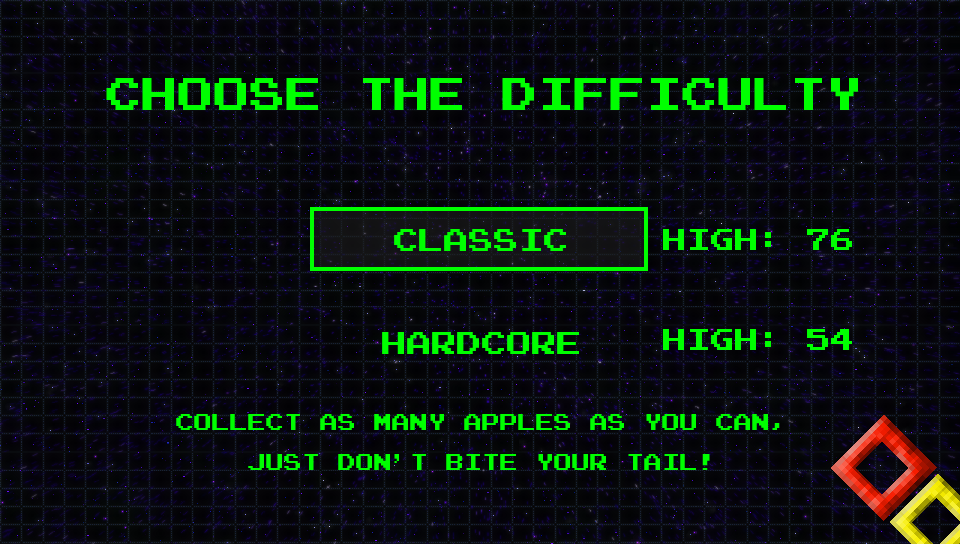 CHOOSE THE DIFFICULTY
CLASSIC HIGH: 76
HARDCORE HIGH: 54
COLLECT AS MANY APPLES AS YOU CAN,
JUST DON'T BITE YOUR TAIL!